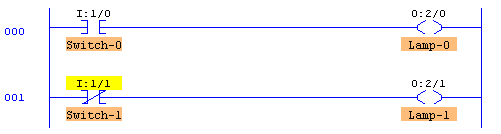 I:1/0 O:2/0
000
Switch-0 Lamp-0
I:1/1 O:2/1
001
Switch-1 Lamp-1